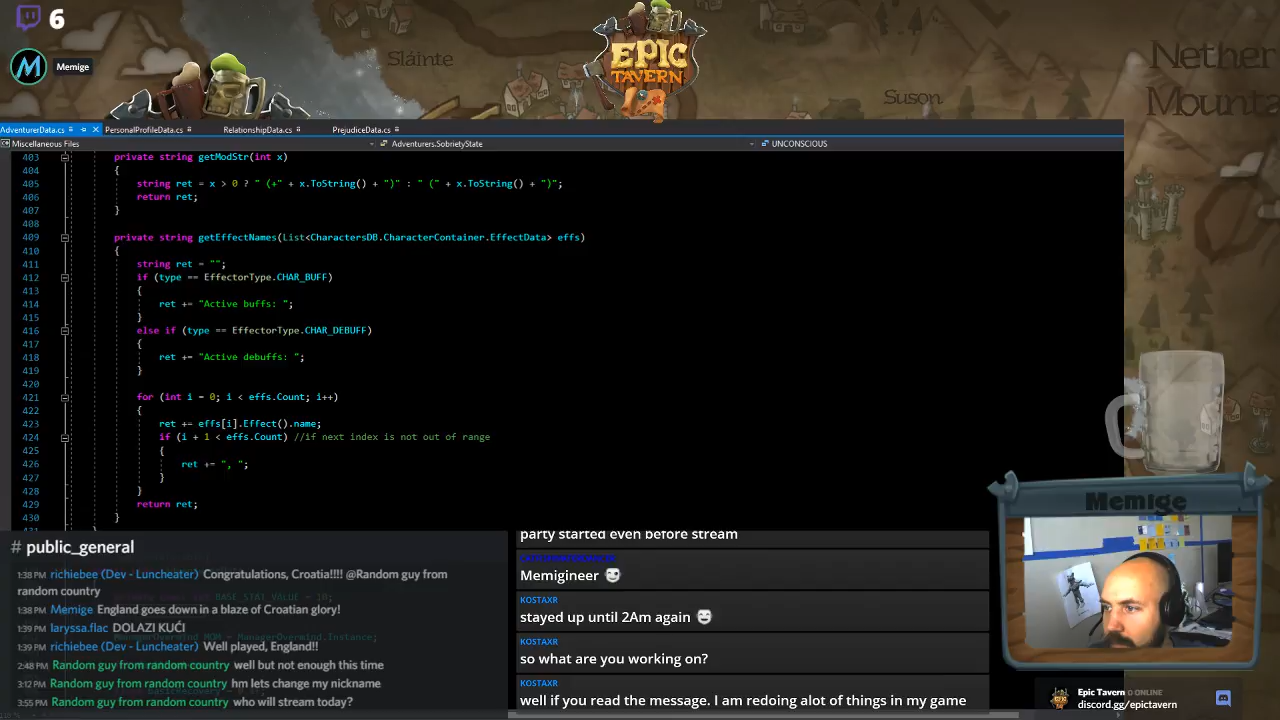 6
Memige
Sláinte
EPIC
TAVERN
Suson
Nether
Mounta
AdventurerData.cs
PersonalProfileData.cs
RelationshipData.cs
PrejudiceData.cs
Miscellaneous Files
Adventurers.SobrietyState
UNCONSCIOUS
403 private string getModStr(int x)
404 {
405 string ret = x > 0 ? " (+" + x.ToString() + ")" : " (" + x.ToString() + ")";
406 return ret;
407 }
408
409 private string getEffectNames(List<CharactersDB.CharacterContainer.EffectData> effs)
410 {
411 string ret = "";
412 if (type == EffectorType.CHAR_BUFF)
413 {
414 ret += "Active buffs: ";
415 }
416 else if (type == EffectorType.CHAR_DEBUFF)
417 {
418 ret += "Active debuffs: ";
419 }
420
421 for (int i = 0; i < effs.Count; i++)
422 {
423 ret += effs[i].Effect().name;
424 if (i + 1 < effs.Count) //if next index is not out of range
425 {
426 ret += ", ";
427 }
428 }
429 return ret;
430 }
# public_general
1:38 PM richiebee (Dev - Luncheater) Congratulations, Croatia!!!! @Random guy from
random country
1:38 PM Memige England goes down in a blaze of Croatian glory!
1:39 PM laryssa.flac DOLAZI KUĆI
1:39 PM richiebee (Dev - Luncheater) Well played, England!!
2:48 PM Random guy from random country well but not enough this time
3:12 PM Random guy from random country hm lets change my nickname
3:55 PM Random guy from random country who will stream today?
party started even before stream
Memigineer
KOSTAXR
stayed up until 2Am again
KOSTAXR
so what are you working on?
KOSTAXR
well if you read the message. I am redoing alot of things in my game
Memige
Epic Tavern 0 ONLINE
discord.gg/epictavern